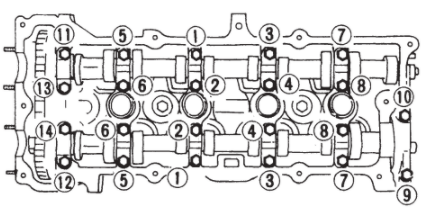 ⑪ ⑤ ① ③ ⑦
⑬ ⑥ ② ④ ⑧
⑩
⑭ ⑥ ② ④ ⑧
⑫ ⑤ ① ③ ⑦ ⑨